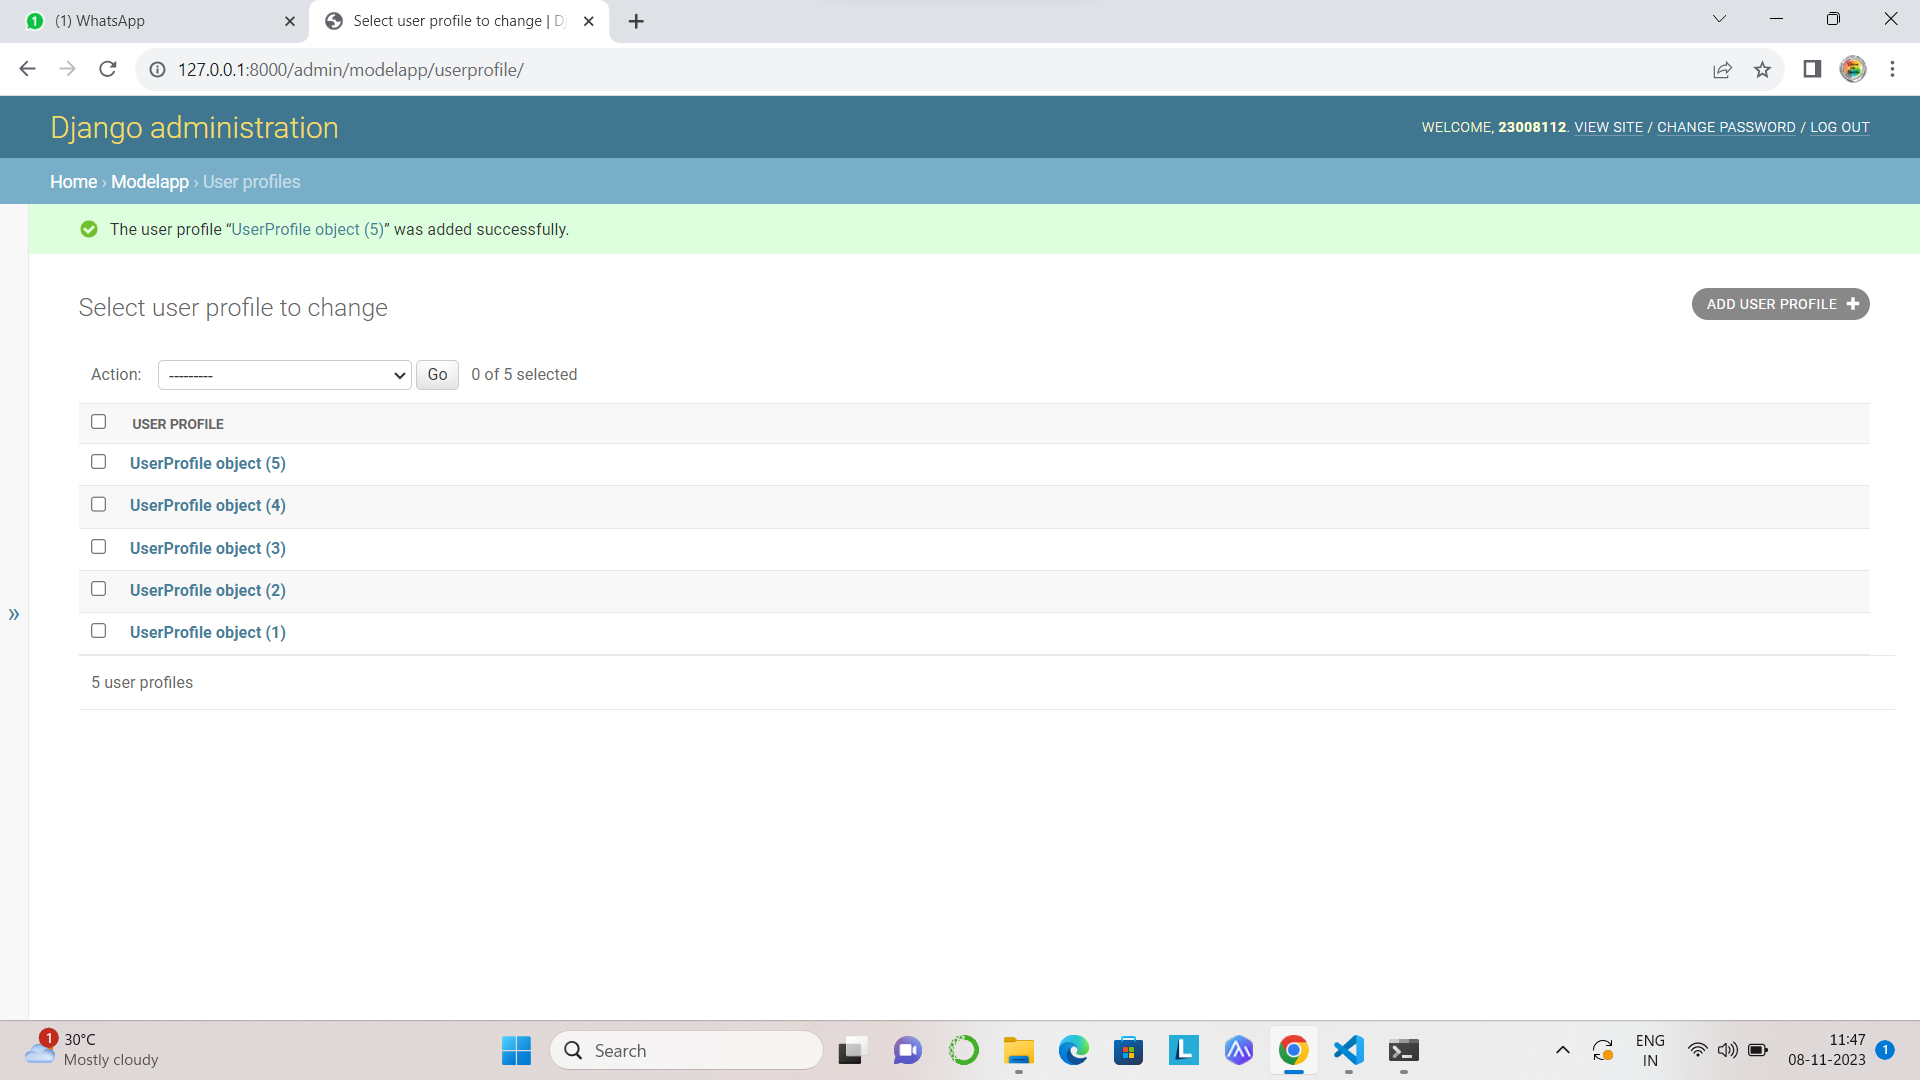 1 (1) WhatsApp
Select user profile to change | Dj
127.0.0.1:8000/admin/modelapp/userprofile/
Django administration
WELCOME, 23008112. VIEW SITE / CHANGE PASSWORD / LOG OUT
Home › Modelapp › User profiles
The user profile “UserProfile object (5)” was added successfully.
Select user profile to change
ADD USER PROFILE +
Action: --------- Go 0 of 5 selected
USER PROFILE
UserProfile object (5)
UserProfile object (4)
UserProfile object (3)
UserProfile object (2)
UserProfile object (1)
»
5 user profiles
1 30°C
Mostly cloudy
Search
L
ENG
IN
11:47
08-11-2023
1